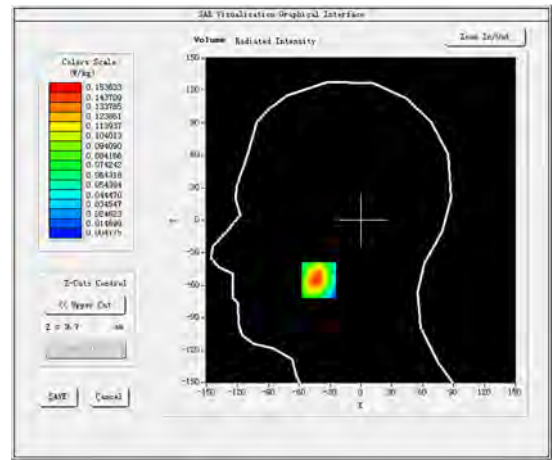 SAR Visualisation Graphical Interface
Volume Radiated Intensity
Zoom In/Out
Colors Scale
(W/kg)
0.153633
0.143709
0.133785
0.123861
0.113937
0.104013
0.094090
0.084166
0.074242
0.064318
0.054394
0.044470
0.034547
0.024623
0.014699
0.004775
150
120
90
60
30
0
-30
-60
-90
-120
-150
Y
-150 -120 -90 -60 -30 0 30 60 90 120 150
X
Z-Cuts Control
<< Upper Cut
SAVE
Cancel